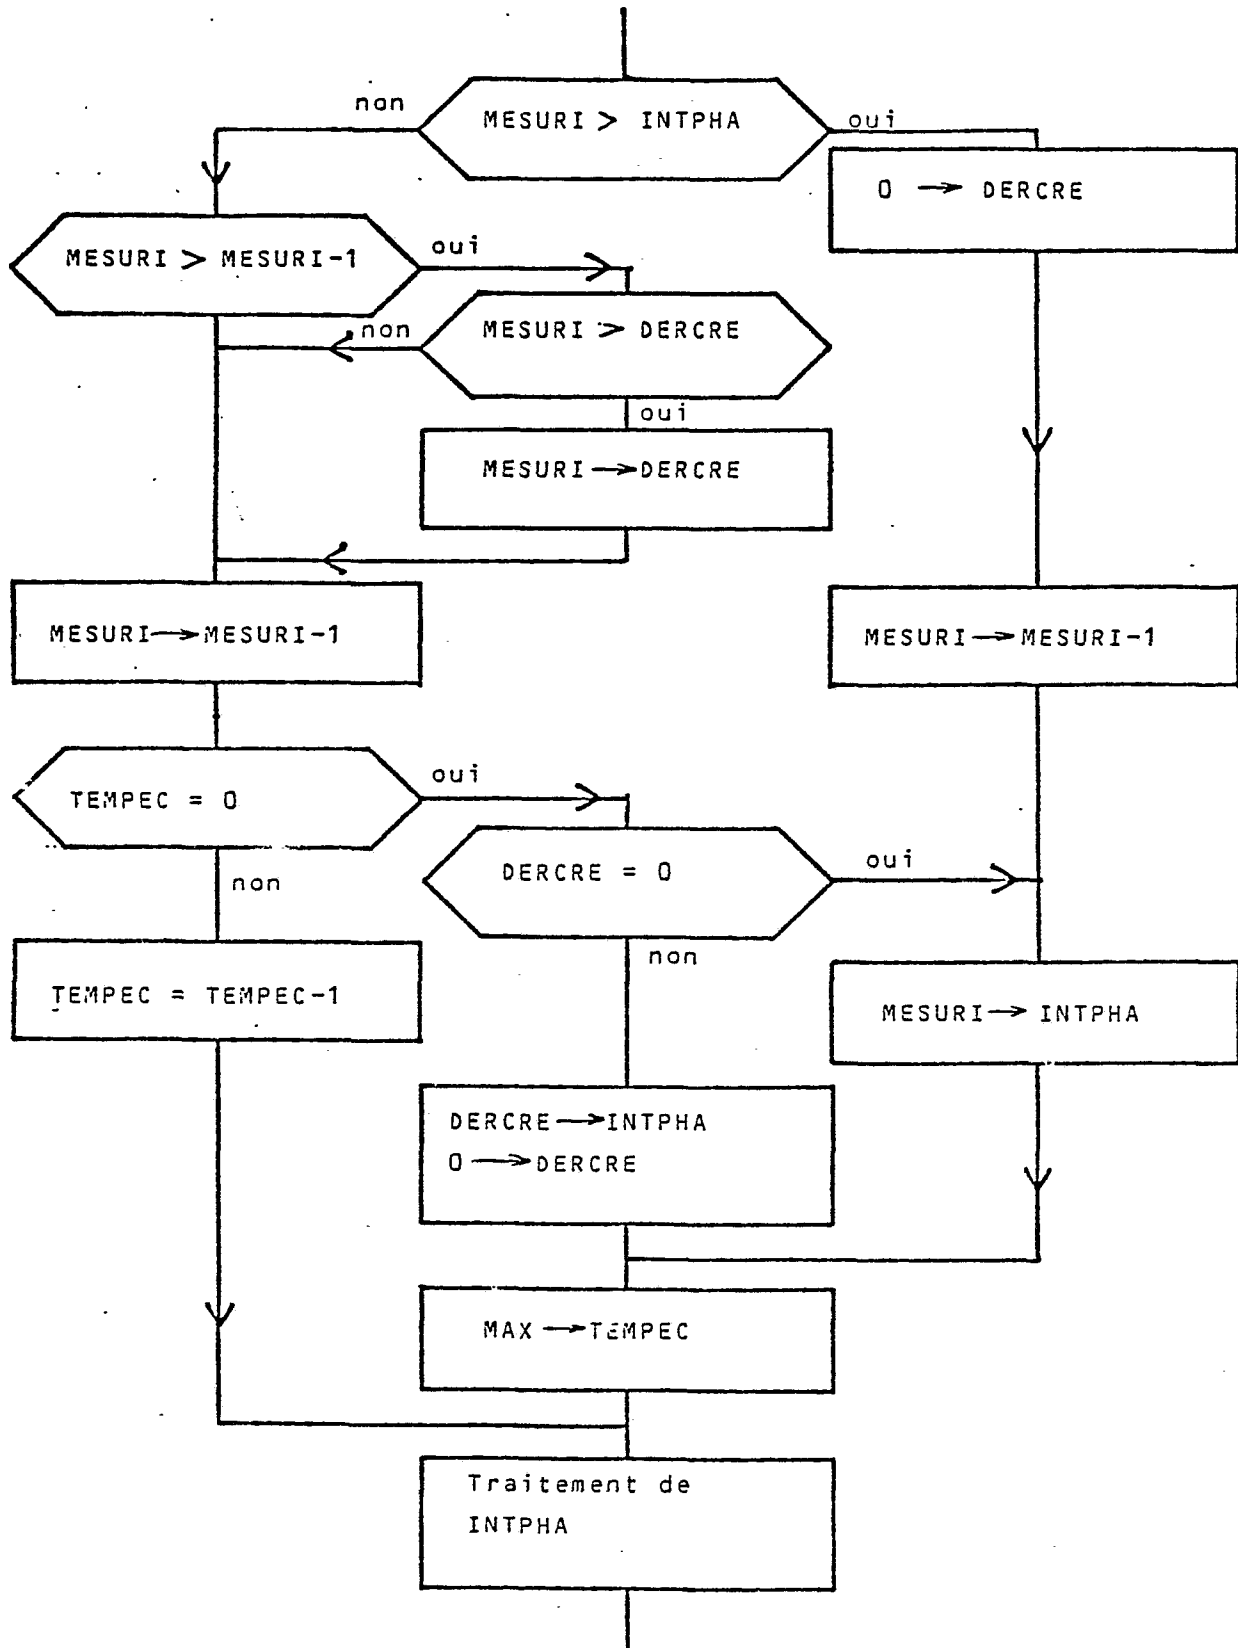 non
MESURI > INTPHA
oui
0 → DERCRE
MESURI > MESURI-1
oui
non
MESURI > DERCRE
oui
MESURI → DERCRE
MESURI → MESURI-1
MESURI → MESURI-1
TEMPEC = 0
oui
non
DERCRE = 0
oui
non
TEMPEC = TEMPEC-1
MESURI → INTPHA
DERCRE → INTPHA
0 → DERCRE
MAX → TEMPEC
Traitement de
INTPHA